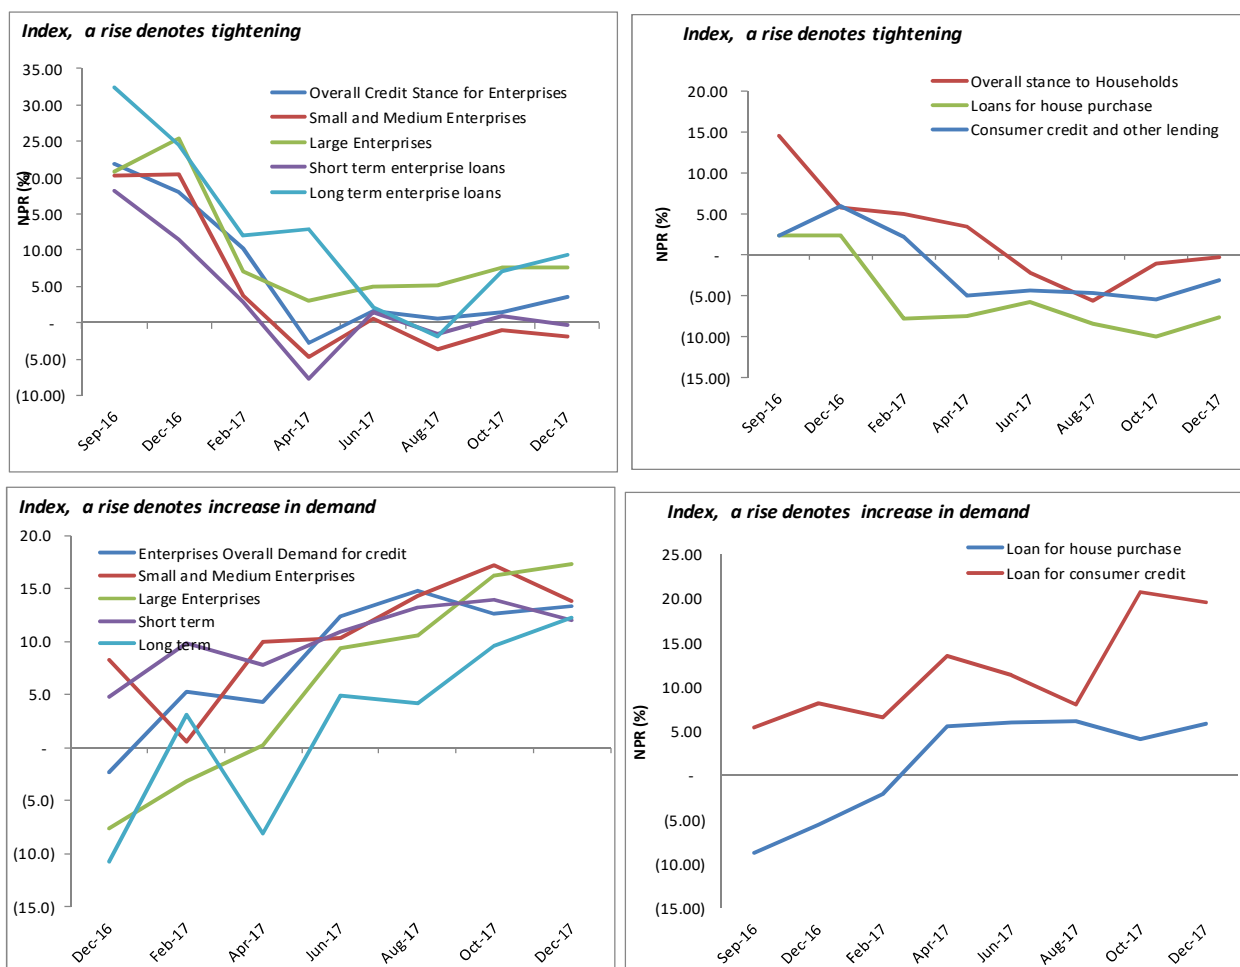 Index, a rise denotes tightening
35.00
30.00
25.00
20.00
15.00
10.00
5.00
-
(5.00)
(10.00)
NPR (%)
Overall Credit Stance for Enterprises
Small and Medium Enterprises
Large Enterprises
Short term enterprise loans
Long term enterprise loans
Sep-16
Dec-16
Feb-17
Apr-17
Jun-17
Aug-17
Oct-17
Dec-17
Index, a rise denotes tightening
20.00
15.00
10.00
5.00
-
(5.00)
(10.00)
(15.00)
NPR (%)
Overall stance to Households
Loans for house purchase
Consumer credit and other lending
Sep-16
Dec-16
Feb-17
Apr-17
Jun-17
Aug-17
Oct-17
Dec-17
Index, a rise denotes increase in demand
20.0
15.0
10.0
5.0
-
(5.0)
(10.0)
(15.0)
Enterprises Overall Demand for credit
Small and Medium Enterprises
Large Enterprises
Short term
Long term
Dec-16
Feb-17
Apr-17
Jun-17
Aug-17
Oct-17
Dec-17
Index, a rise denotes increase in demand
25.00
20.00
15.00
10.00
5.00
-
(5.00)
(10.00)
(15.00)
NPR (%)
Loan for house purchase
Loan for consumer credit
Sep-16
Dec-16
Feb-17
Apr-17
Jun-17
Aug-17
Oct-17
Dec-17